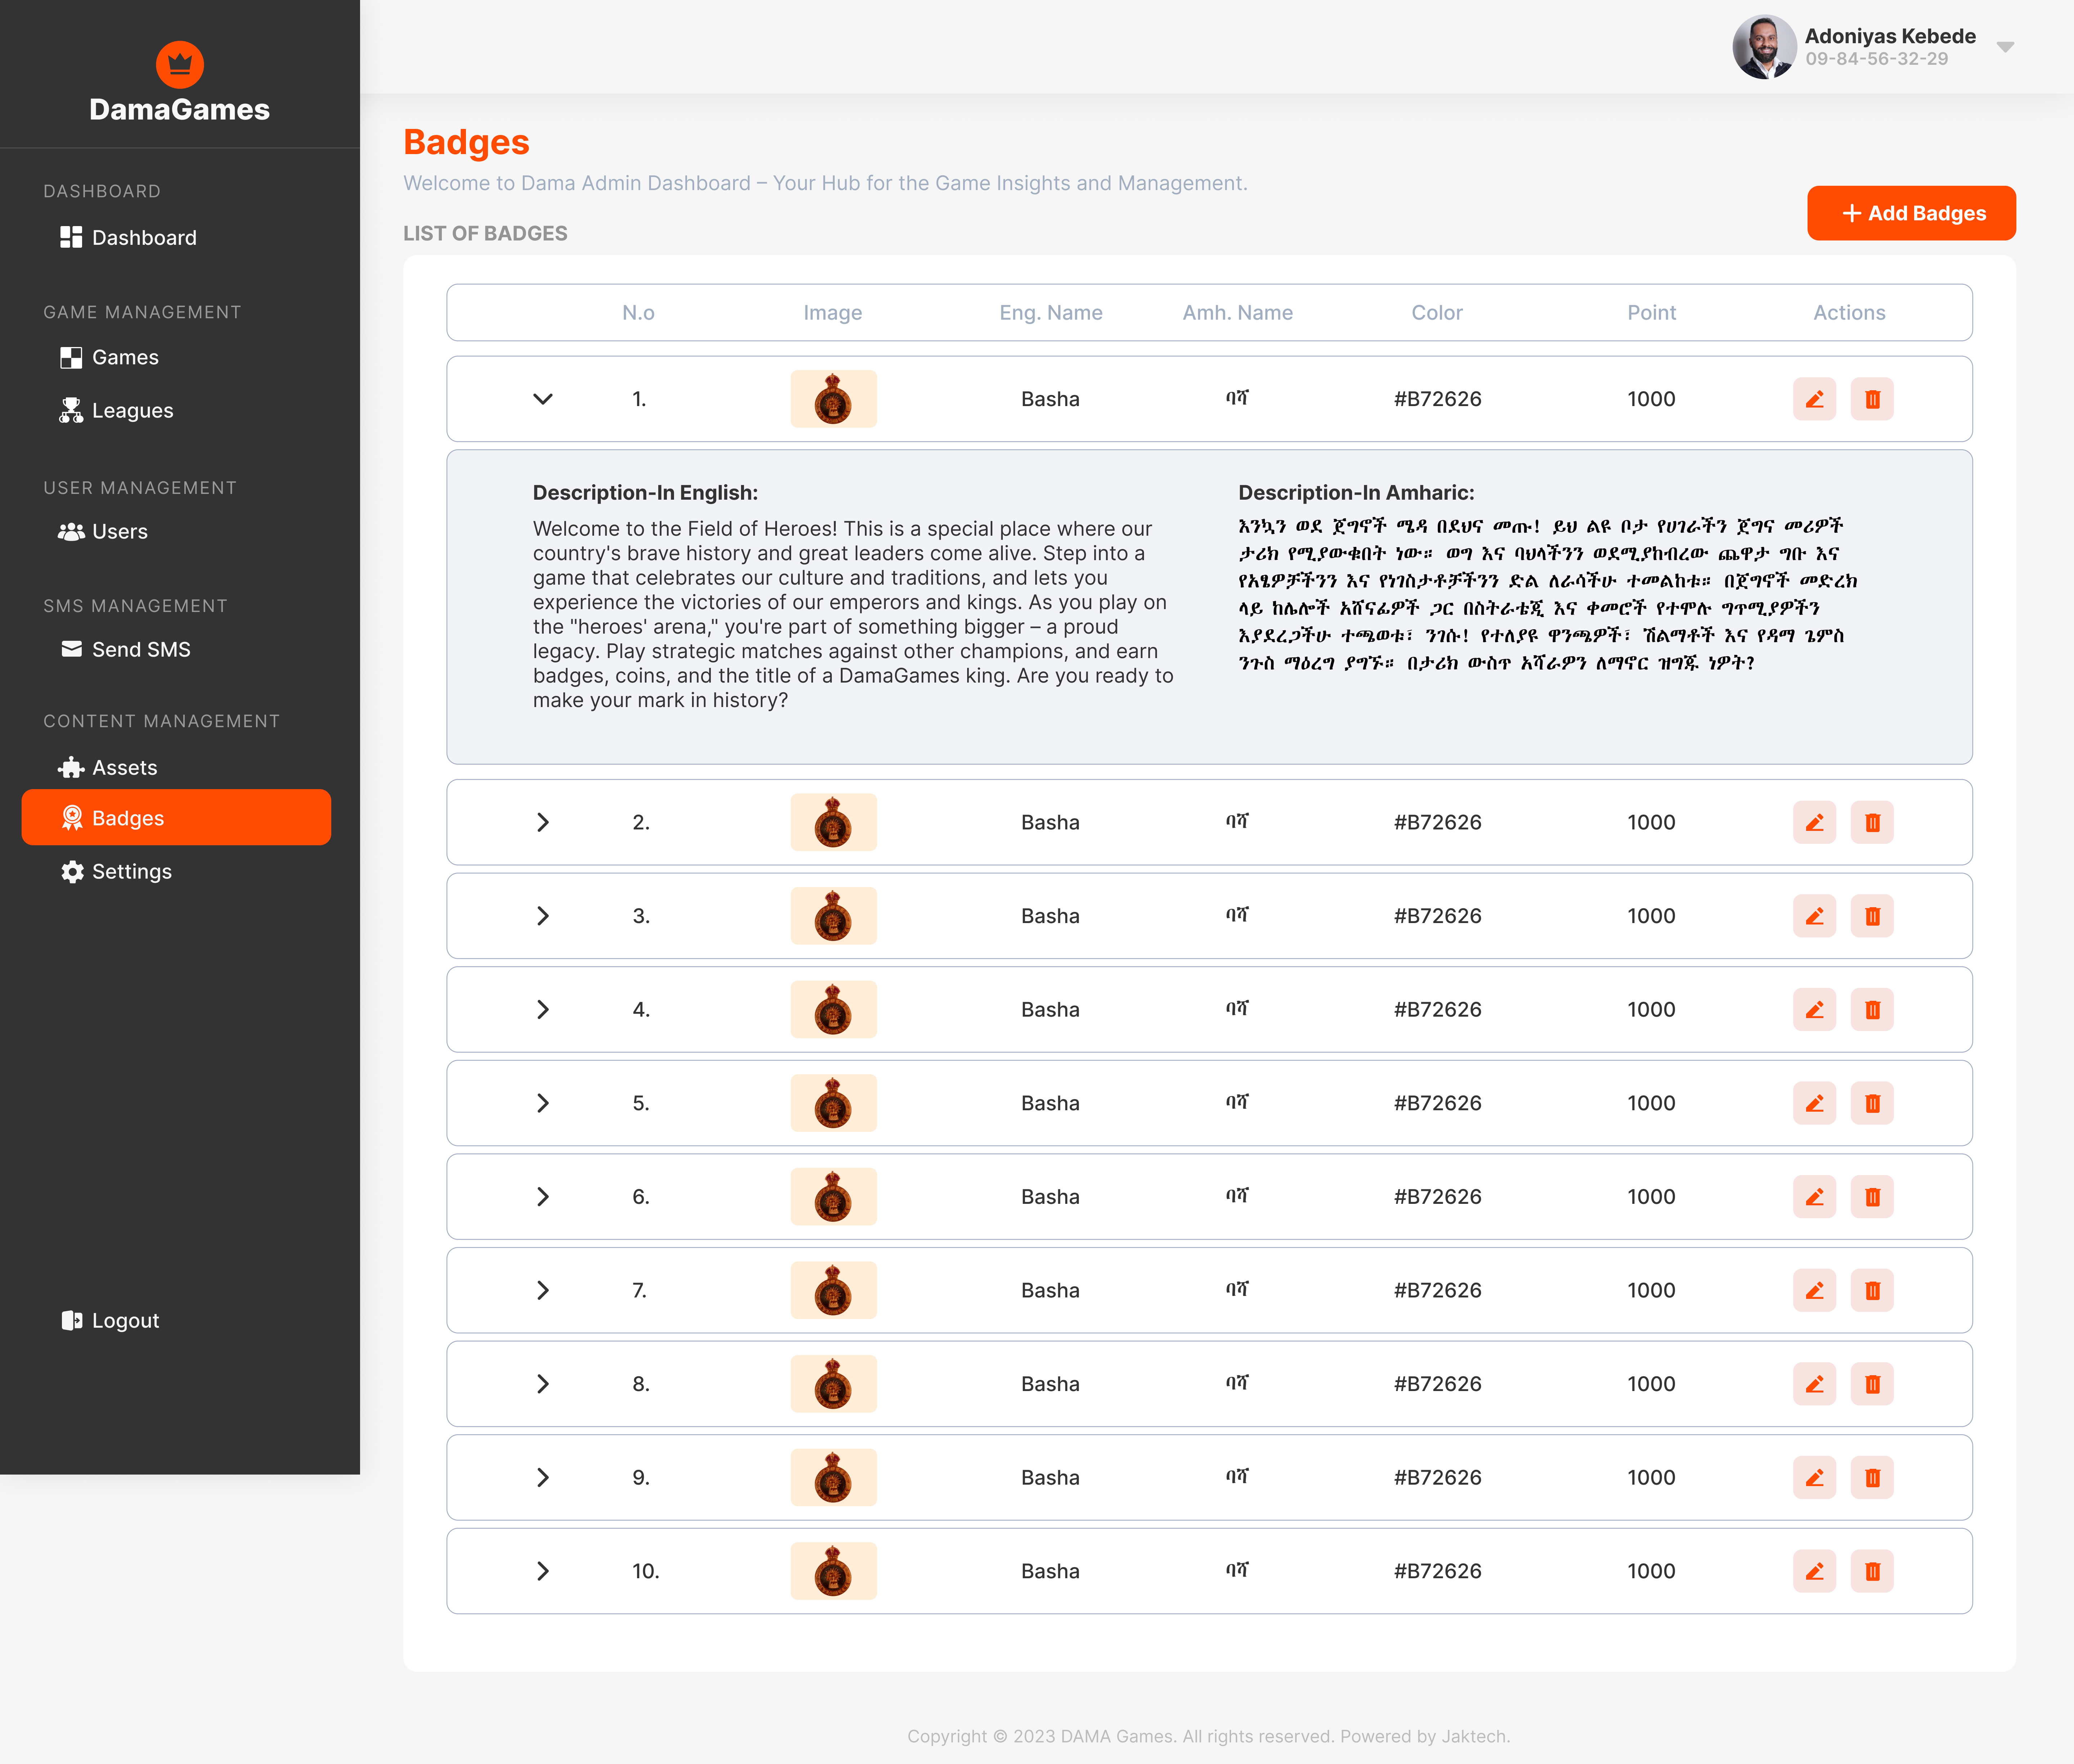 DamaGames
DASHBOARD
Dashboard
GAME MANAGEMENT
Games
Leagues
USER MANAGEMENT
Users
SMS MANAGEMENT
Send SMS
CONTENT MANAGEMENT
Assets
Badges
Settings
Logout
Adoniyas Kebede
09-84-56-32-29
Badges
Welcome to Dama Admin Dashboard – Your Hub for the Game Insights and Management.
LIST OF BADGES
+ Add Badges
N.o Image Eng. Name Amh. Name Color Point Actions
1. Basha ባሻ #B72626 1000
Description-In English:
Welcome to the Field of Heroes! This is a special place where our
country's brave history and great leaders come alive. Step into a
game that celebrates our culture and traditions, and lets you
experience the victories of our emperors and kings. As you play on
the "heroes' arena," you're part of something bigger – a proud
legacy. Play strategic matches against other champions, and earn
badges, coins, and the title of a DamaGames king. Are you ready to
make your mark in history?
Description-In Amharic:
እንኳን ወደ ጀግኖች ሜዳ በደህና መጡ! ይህ ልዩ ቦታ የሀገራችን ጀግና መሪዎች
ታሪክ የሚያውቁበት ነው። ወግ እና ባህላችንን ወደሚያከብረው ጨዋታ ግቡ እና
የአፄዎቻችንን እና የነገስታቶቻችንን ድል ለራሳችሁ ተመልከቱ። በጀግኖች መድረክ
ላይ ከሌሎች አሸናፊዎች ጋር በስትራቴጂ እና ቀመሮች የተሞሉ ግጥሚያዎችን
እያደረጋችሁ ተጫወቱ፣ ንገሱ! የተለያዩ ዋንጫዎች፣ ሽልማቶች እና የዳማ ጌምስ
ንጉስ ማዕረግ ያግኙ። በታሪክ ውስጥ አሻራዎን ለማኖር ዝግጁ ነዎት?
2. Basha ባሻ #B72626 1000
3. Basha ባሻ #B72626 1000
4. Basha ባሻ #B72626 1000
5. Basha ባሻ #B72626 1000
6. Basha ባሻ #B72626 1000
7. Basha ባሻ #B72626 1000
8. Basha ባሻ #B72626 1000
9. Basha ባሻ #B72626 1000
10. Basha ባሻ #B72626 1000
Copyright © 2023 DAMA Games. All rights reserved. Powered by Jaktech.